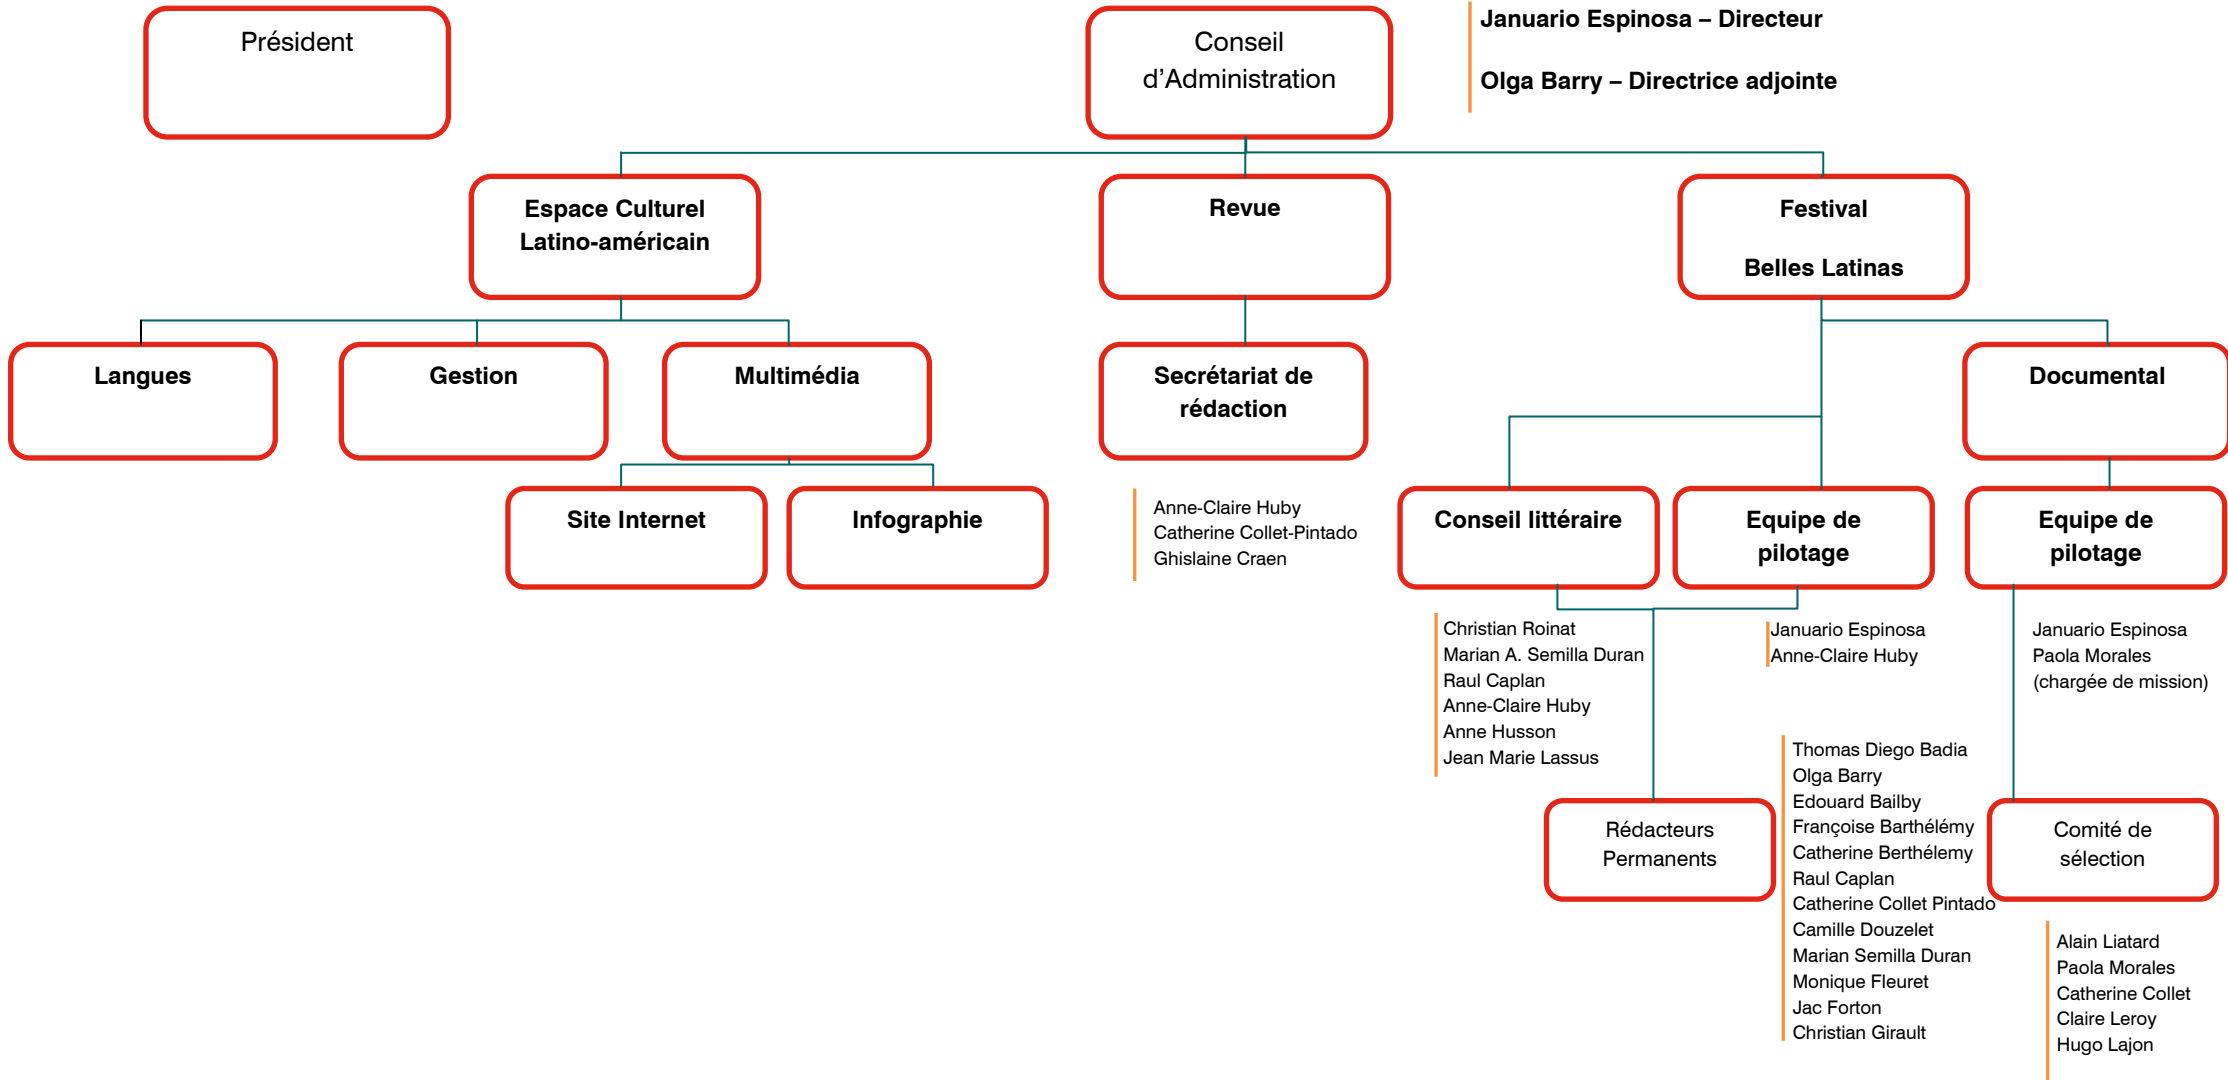 Président
Conseil
d'Administration
Januario Espinosa – Directeur
Olga Barry – Directrice adjointe
Espace Culturel
Latino-américain
Revue
Festival
Belles Latinas
Langues
Gestion
Multimédia
Secrétariat de
rédaction
Documental
Site Internet
Infographie
Anne-Claire Huby
Catherine Collet-Pintado
Ghislaine Craen
Conseil littéraire
Equipe de
pilotage
Equipe de
pilotage
Christian Roinat
Marian A. Semilla Duran
Raul Caplan
Anne-Claire Huby
Anne Husson
Jean Marie Lassus
Januario Espinosa
Anne-Claire Huby
Januario Espinosa
Paola Morales
(chargée de mission)
Rédacteurs
Permanents
Thomas Diego Badia
Olga Barry
Edouard Bailby
Françoise Barthélémy
Catherine Berthélemy
Raul Caplan
Catherine Collet Pintado
Camille Douzelet
Marian Semilla Duran
Monique Fleuret
Jac Forton
Christian Girault
Comité de
sélection
Alain Liatard
Paola Morales
Catherine Collet
Claire Leroy
Hugo Lajon